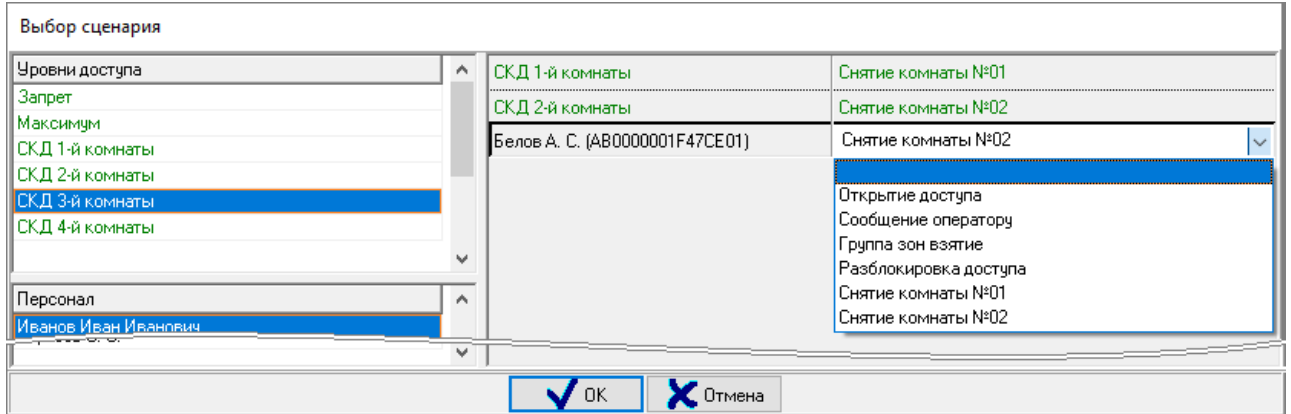 Выбор сценария
Уровни доступа
Запрет
Максимум
СКД 1-й комнаты
СКД 2-й комнаты
СКД 3-й комнаты
СКД 4-й комнаты
Персонал
Иванов Иван Иванович
СКД 1-й комнаты Снятие комнаты №01
СКД 2-й комнаты Снятие комнаты №02
Белов А. С. (AB0000001F47CE01) Снятие комнаты №02
Открытие доступа
Сообщение оператору
Группа зон взятие
Разблокировка доступа
Снятие комнаты №01
Снятие комнаты №02
OK Отмена